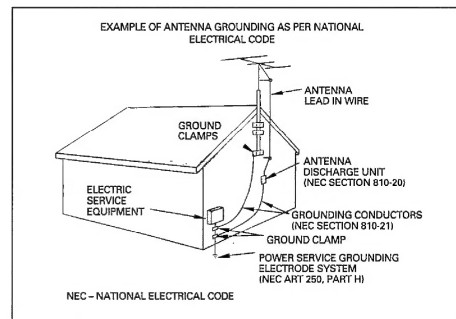 EXAMPLE OF ANTENNA GROUNDING AS PER NATIONAL
ELECTRICAL CODE
ANTENNA
LEAD IN WIRE
GROUND
CLAMPS
ANTENNA
DISCHARGE UNIT
(NEC SECTION 810-20)
ELECTRIC
SERVICE
EQUIPMENT
GROUNDING CONDUCTORS
(NEC SECTION 810-21)
GROUND CLAMP
POWER SERVICE GROUNDING
ELECTRODE SYSTEM
(NEC ART 250, PART H)
NEC – NATIONAL ELECTRICAL CODE